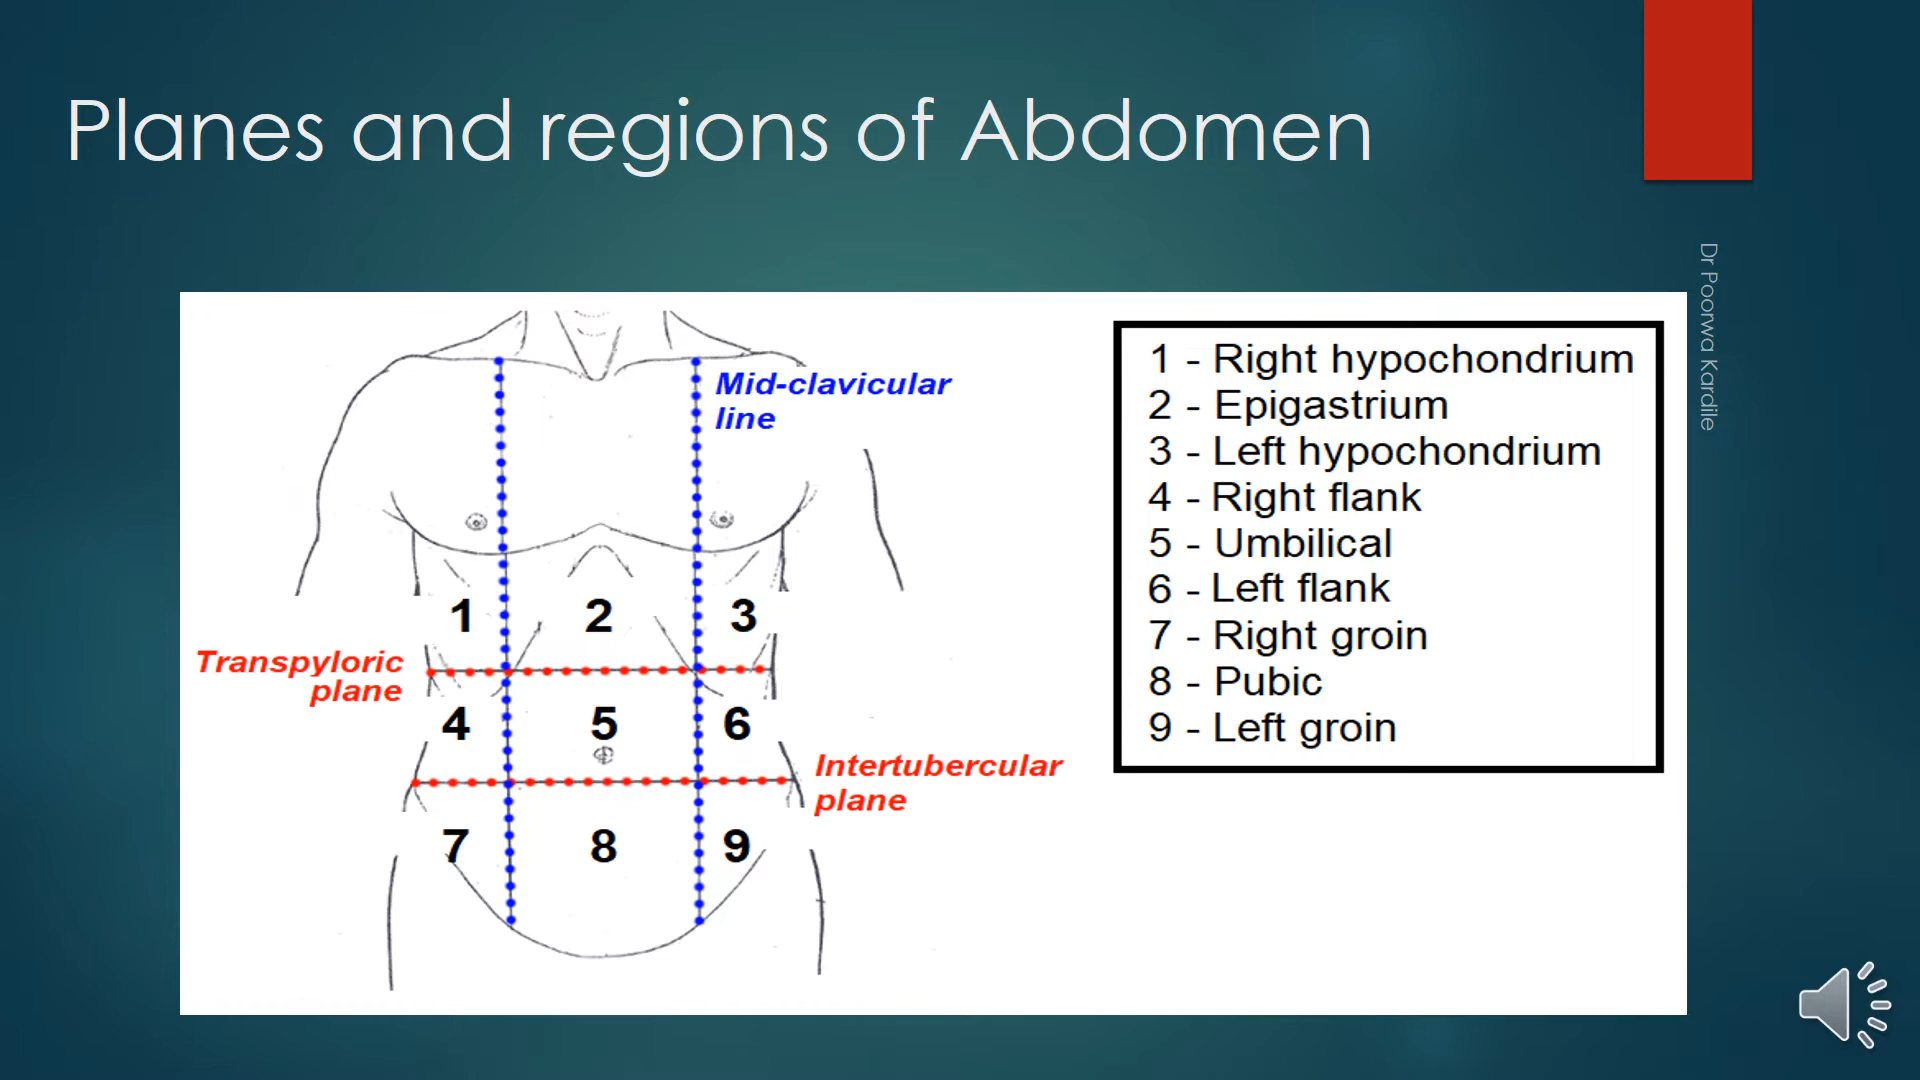 Planes and regions of Abdomen
Dr Poorwa Kardile
Mid-clavicular
line
1 2 3
Transpyloric
plane
4 5 6
Intertubercular
plane
7 8 9
1 - Right hypochondrium
2 - Epigastrium
3 - Left hypochondrium
4 - Right flank
5 - Umbilical
6 - Left flank
7 - Right groin
8 - Pubic
9 - Left groin